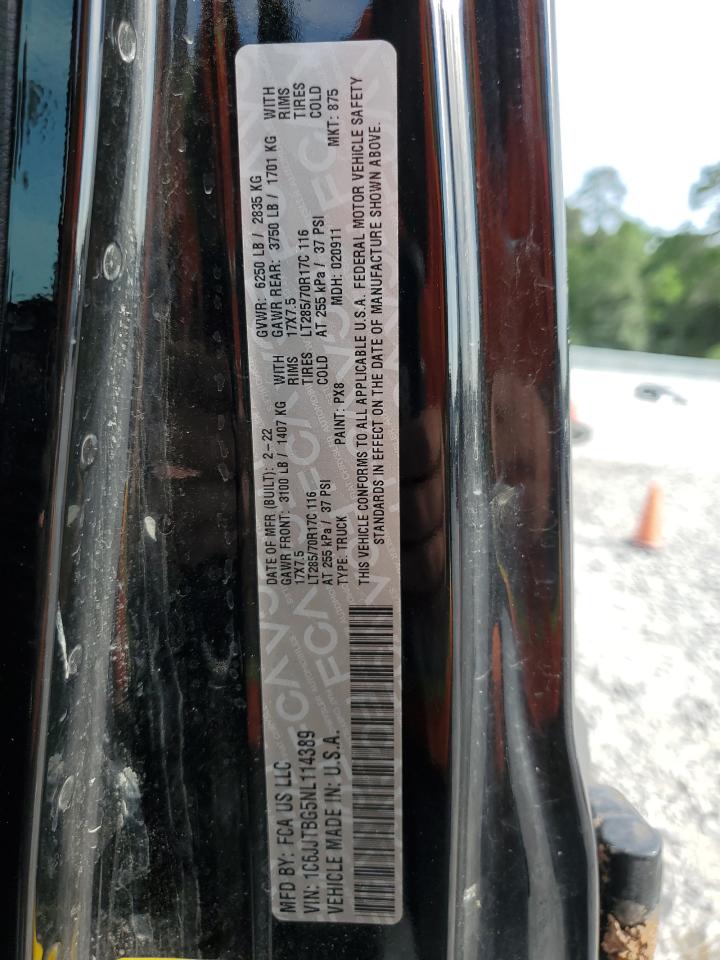 MFD BY: FCA US LLC
VIN: 1C6JJTBG5NL114389
VEHICLE MADE IN: U.S.A.
DATE OF MFR (BUILT): 2-22 GVWR: 6250 LB / 2835 KG
GAWR FRONT: 3100 LB / 1407 KG WITH GAWR REAR: 3750 LB / 1701 KG WITH
17X7.5 RIMS 17X7.5 RIMS
LT285/70R17C 116 TIRES LT285/70R17C 116 TIRES
AT 255 kPa / 37 PSI COLD AT 255 kPa / 37 PSI COLD
TYPE: TRUCK PAINT: PX8 MDH: 020911 MKT: 875
THIS VEHICLE CONFORMS TO ALL APPLICABLE U.S.A. FEDERAL MOTOR VEHICLE SAFETY
STANDARDS IN EFFECT ON THE DATE OF MANUFACTURE SHOWN ABOVE.